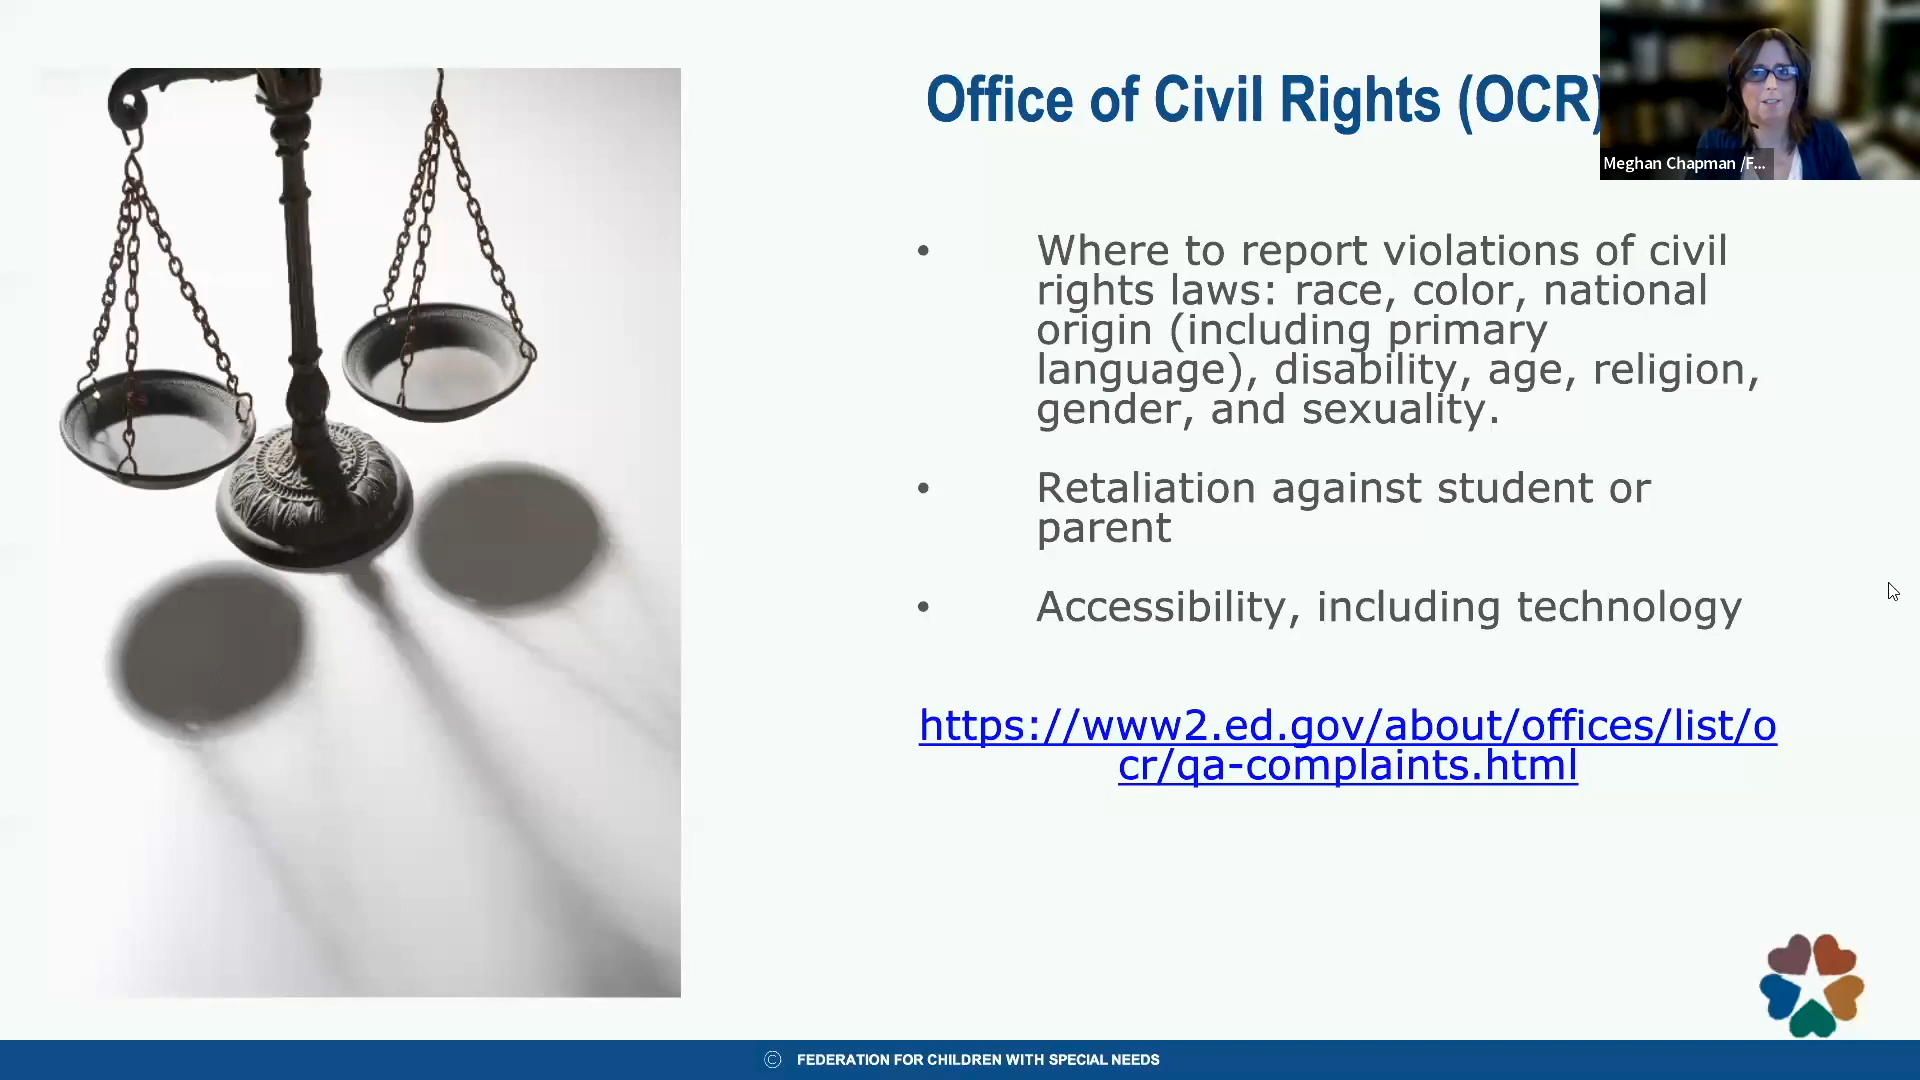 Office of Civil Rights (OCR)
Meghan Chapman /F...
• Where to report violations of civil
rights laws: race, color, national
origin (including primary
language), disability, age, religion,
gender, and sexuality.
• Retaliation against student or
parent
• Accessibility, including technology
https://www2.ed.gov/about/offices/list/o
cr/qa-complaints.html
© FEDERATION FOR CHILDREN WITH SPECIAL NEEDS